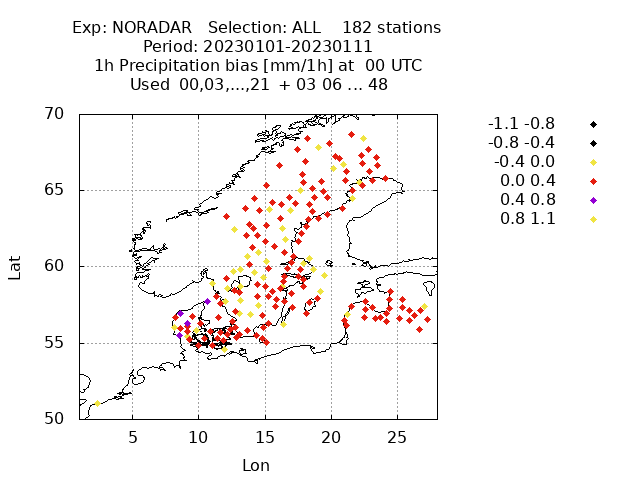 Exp: NORADAR Selection: ALL 182 stations
Period: 20230101-20230111
1h Precipitation bias [mm/1h] at 00 UTC
Used 00,03,...,21 + 03 06 ... 48
70
65
60
55
50
Lat
5 10 15 20 25
Lon
-1.1 -0.8
-0.8 -0.4
-0.4 0.0
0.0 0.4
0.4 0.8
0.8 1.1